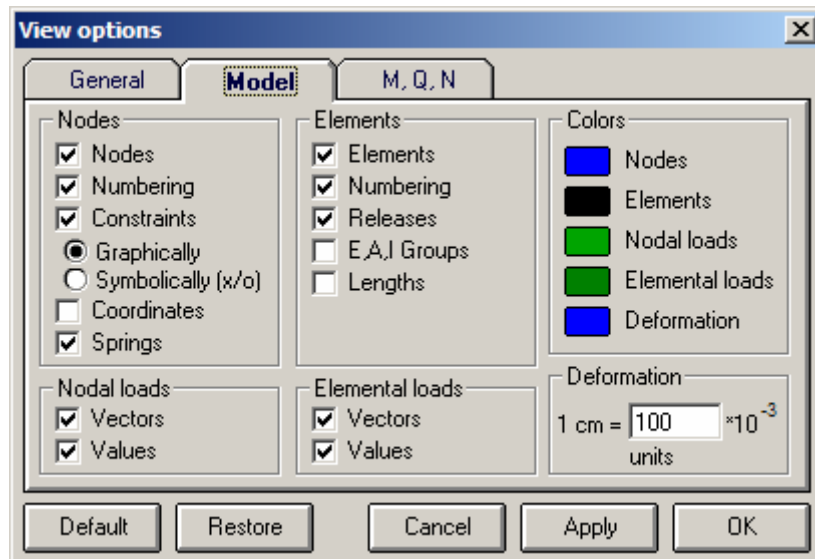 View options
General
Model
M, Q, N
Nodes
Nodes
Numbering
Constraints
Graphically
Symbolically (x/o)
Coordinates
Springs
Elements
Elements
Numbering
Releases
E,A,I Groups
Lengths
Colors
Nodes
Elements
Nodal loads
Elemental loads
Deformation
Nodal loads
Vectors
Values
Elemental loads
Vectors
Values
Deformation
1 cm = 100 *10⁻³
units
Default
Restore
Cancel
Apply
OK